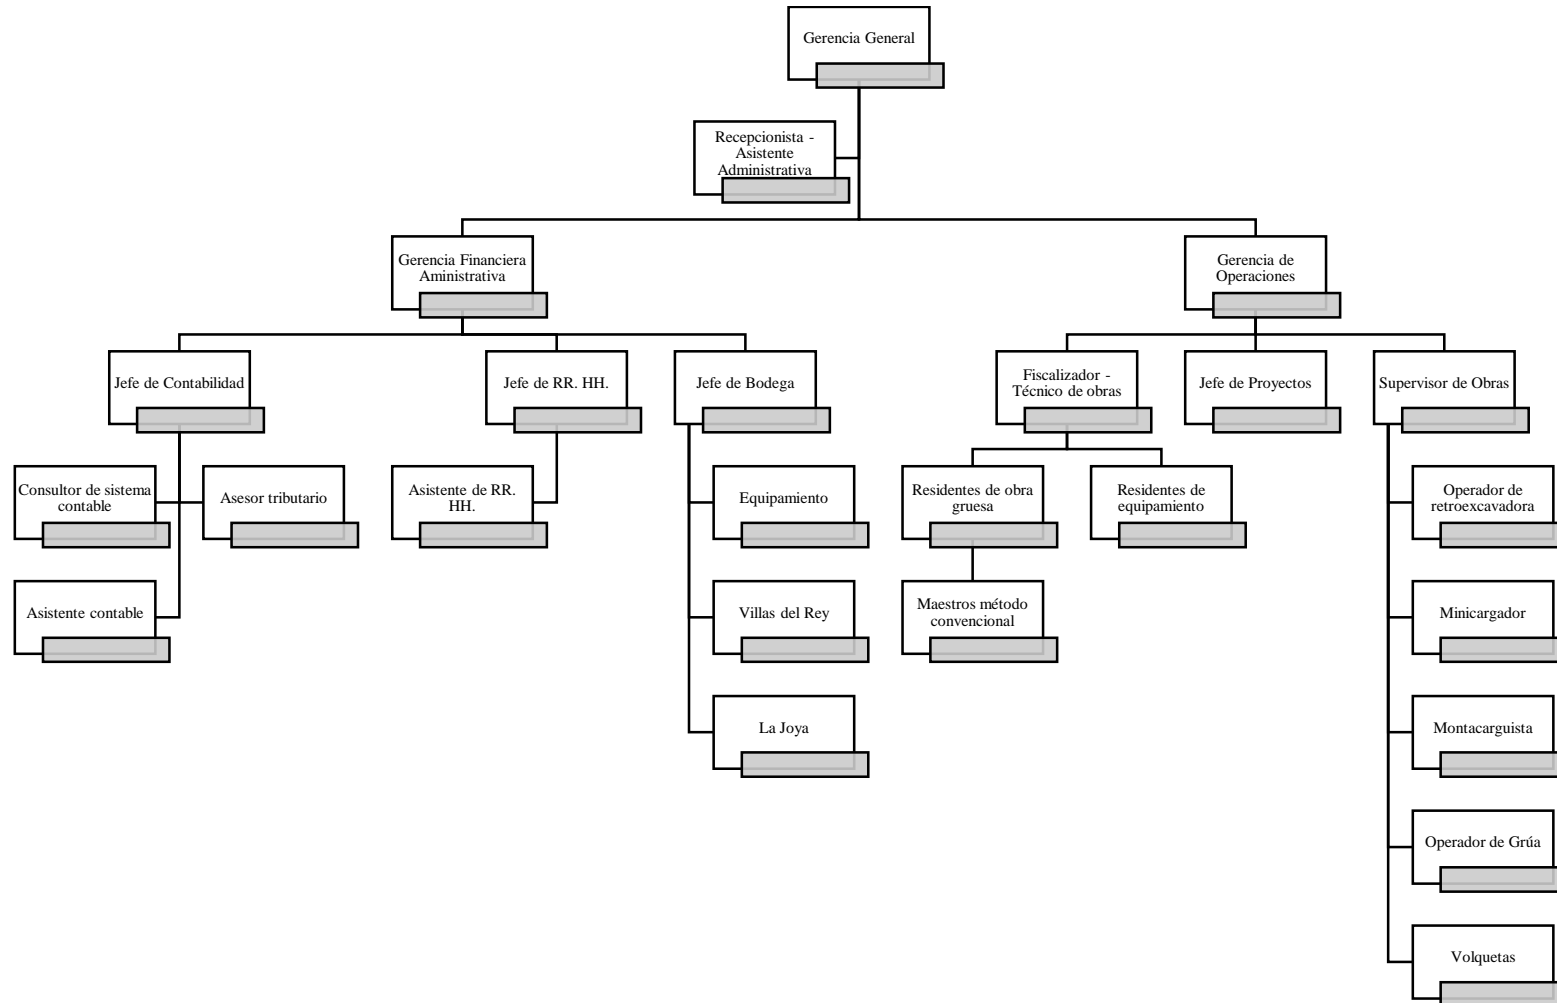 Gerencia General
Recepcionista -
Asistente
Administrativa
Gerencia Financiera
Aministrativa
Gerencia de
Operaciones
Jefe de Contabilidad
Jefe de RR. HH.
Jefe de Bodega
Fiscalizador -
Técnico de obras
Jefe de Proyectos
Supervisor de Obras
Consultor de sistema
contable
Asesor tributario
Asistente de RR.
HH.
Equipamiento
Residentes de obra
gruesa
Residentes de
equipamiento
Operador de
retroexcavadora
Asistente contable
Villas del Rey
Maestros método
convencional
Minicargador
La Joya
Montacarguista
Operador de Grúa
Volquetas